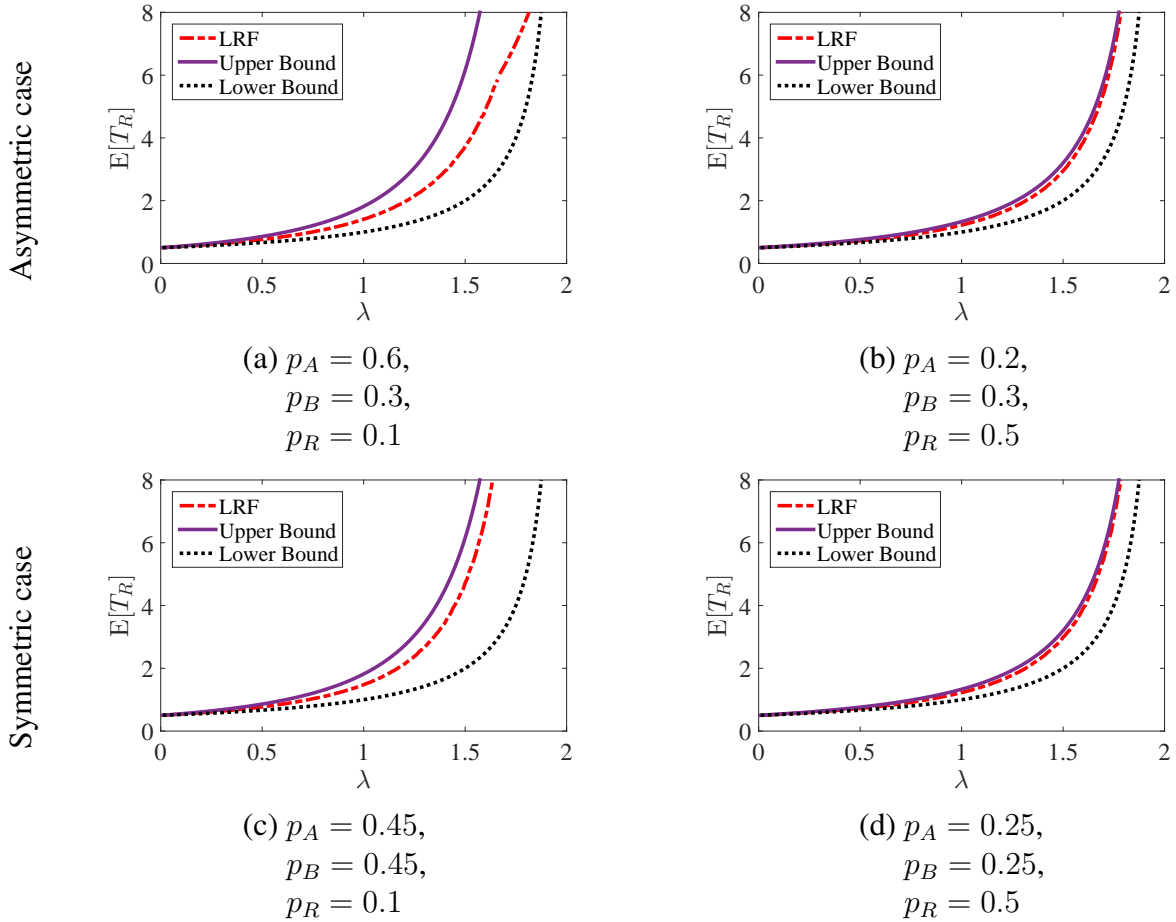 Asymmetric case
8
6
4
2
0
E[T_R]
LRF
Upper Bound
Lower Bound
0 0.5 1 1.5 2
λ
(a) p_A = 0.6,
p_B = 0.3,
p_R = 0.1
8
6
4
2
0
E[T_R]
LRF
Upper Bound
Lower Bound
0 0.5 1 1.5 2
λ
(b) p_A = 0.2,
p_B = 0.3,
p_R = 0.5
Symmetric case
8
6
4
2
0
E[T_R]
LRF
Upper Bound
Lower Bound
0 0.5 1 1.5 2
λ
(c) p_A = 0.45,
p_B = 0.45,
p_R = 0.1
8
6
4
2
0
E[T_R]
LRF
Upper Bound
Lower Bound
0 0.5 1 1.5 2
λ
(d) p_A = 0.25,
p_B = 0.25,
p_R = 0.5